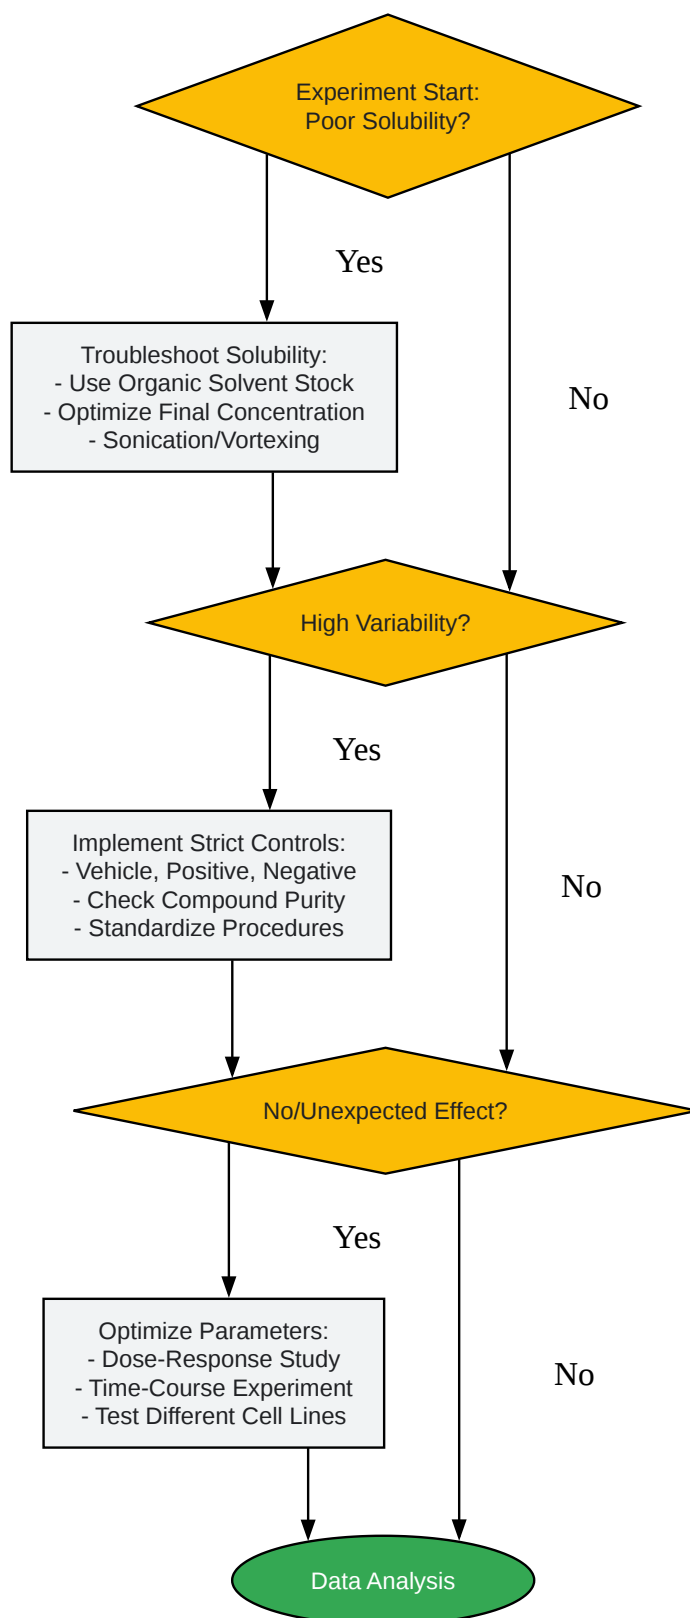 Experiment Start:
Poor Solubility?
Yes
Troubleshoot Solubility:
- Use Organic Solvent Stock
- Optimize Final Concentration
- Sonication/Vortexing
No
High Variability?
Yes
Implement Strict Controls:
- Vehicle, Positive, Negative
- Check Compound Purity
- Standardize Procedures
No
No/Unexpected Effect?
Yes
Optimize Parameters:
- Dose-Response Study
- Time-Course Experiment
- Test Different Cell Lines
No
Data Analysis